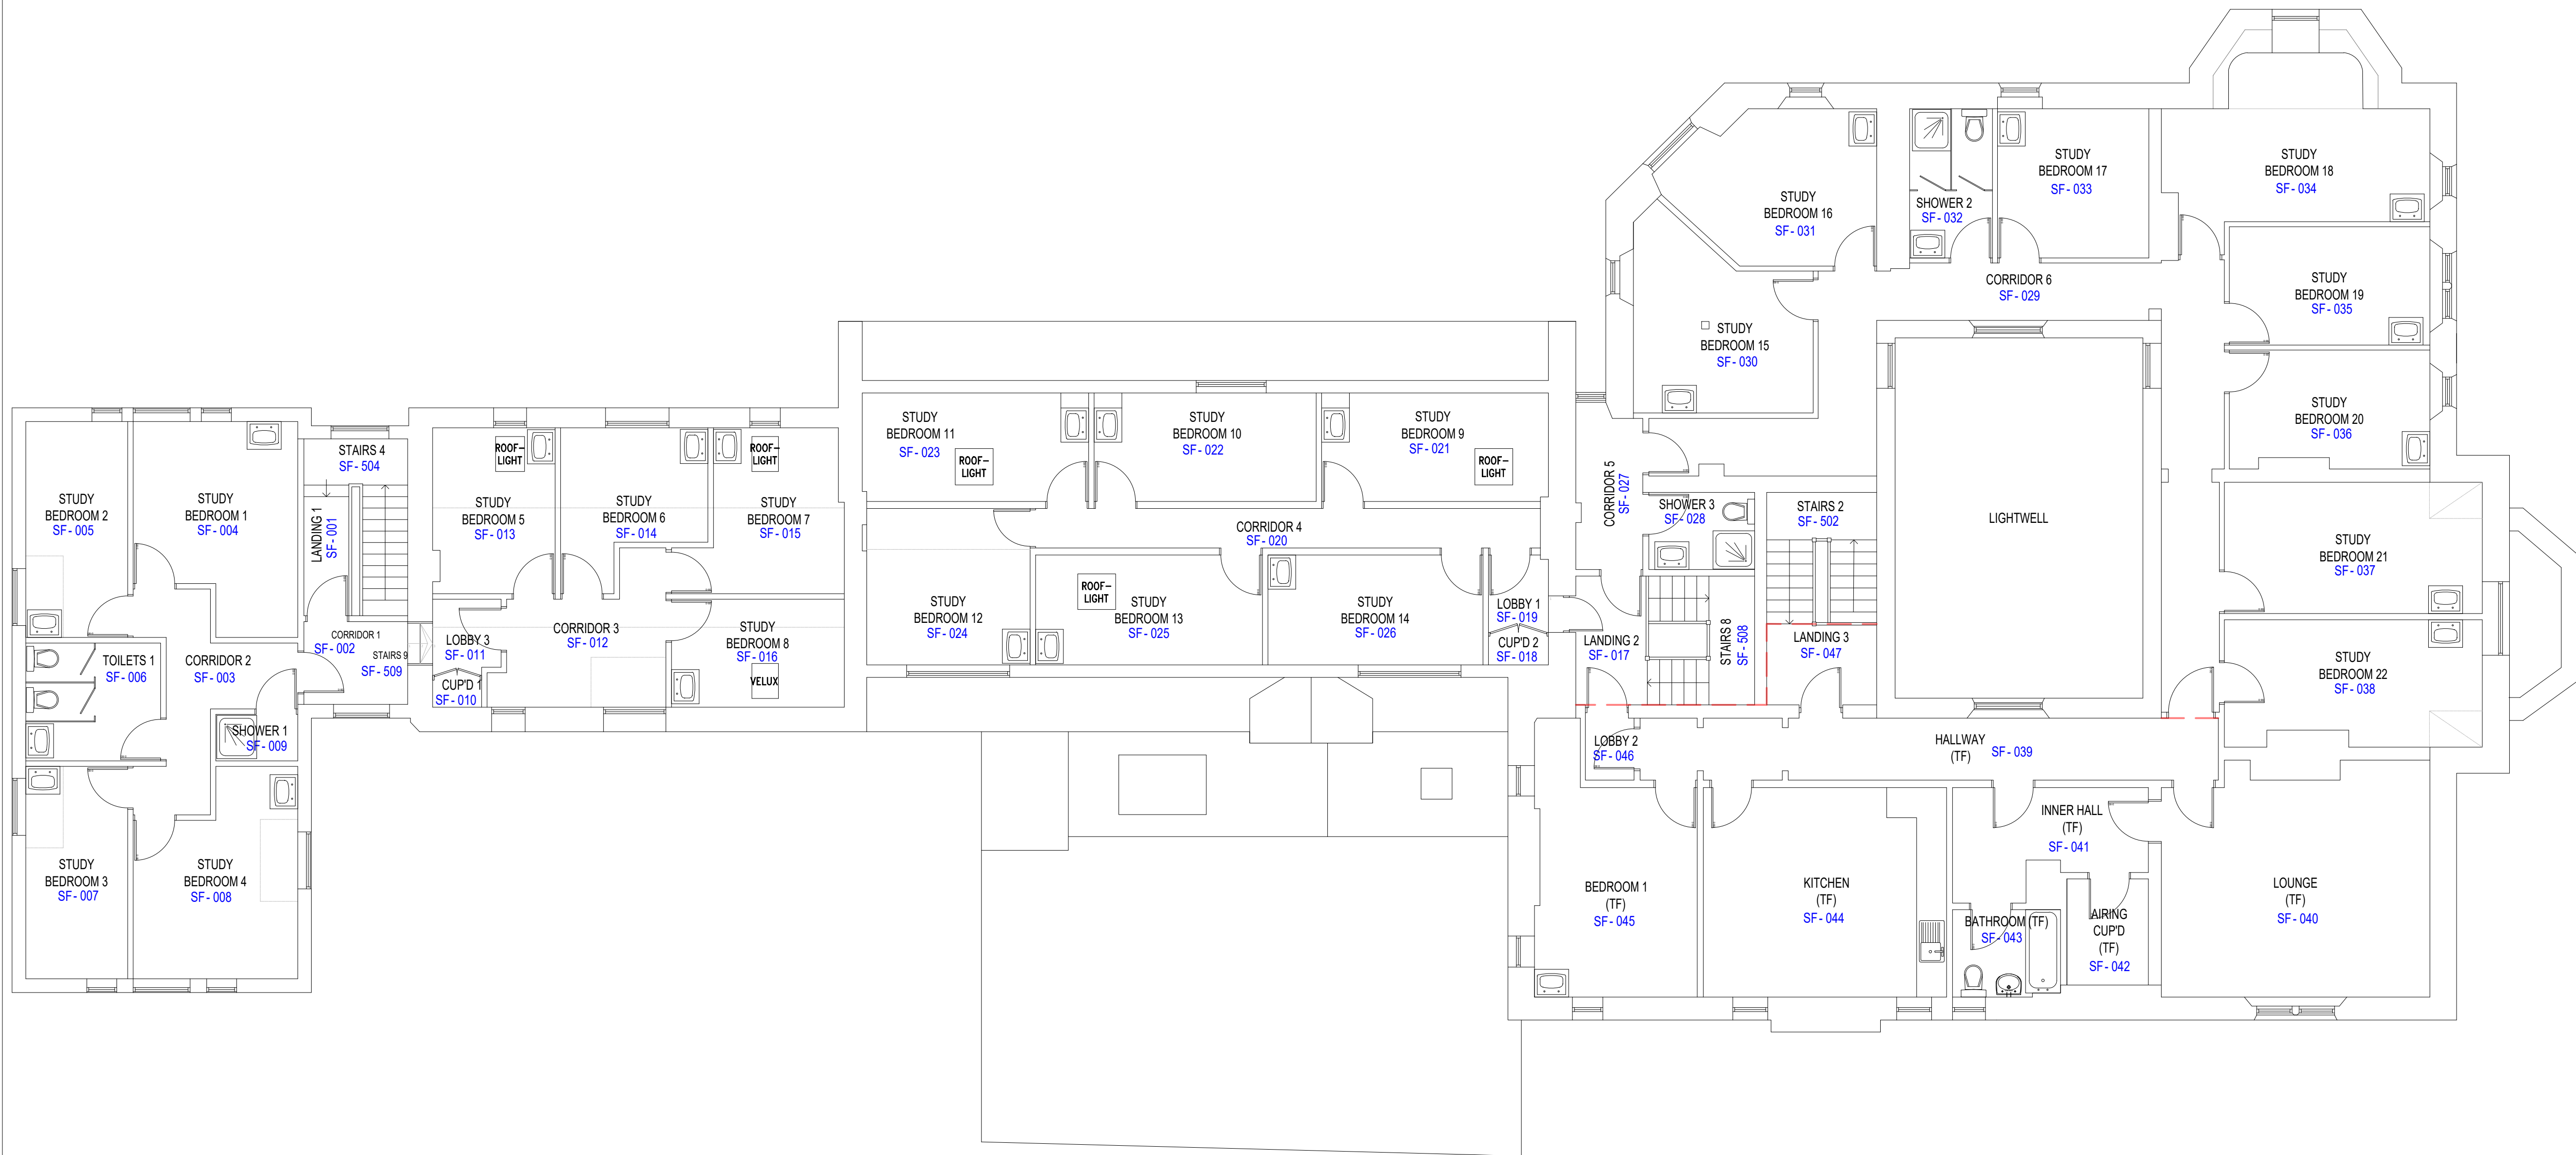 STUDY
BEDROOM 2
SF- 005
STUDY
BEDROOM 1
SF- 004
STAIRS 4
SF- 504
LANDING 1
SF- 001
CORRIDOR 1
SF- 002
STAIRS 9
SF- 509
TOILETS 1
SF- 006
CORRIDOR 2
SF- 003
SHOWER 1
SF- 009
STUDY
BEDROOM 3
SF- 007
STUDY
BEDROOM 4
SF- 008
ROOF-
LIGHT
STUDY
BEDROOM 5
SF- 013
STUDY
BEDROOM 6
SF- 014
ROOF-
LIGHT
STUDY
BEDROOM 7
SF- 015
LOBBY 3
SF- 011
CUP'D 1
SF- 010
CORRIDOR 3
SF- 012
STUDY
BEDROOM 8
SF- 016
VELUX
STUDY
BEDROOM 11
SF- 023
ROOF-
LIGHT
STUDY
BEDROOM 10
SF- 022
STUDY
BEDROOM 9
SF- 021
ROOF-
LIGHT
CORRIDOR 4
SF- 020
STUDY
BEDROOM 12
SF- 024
ROOF-
LIGHT
STUDY
BEDROOM 13
SF- 025
STUDY
BEDROOM 14
SF- 026
LOBBY 1
SF- 019
CUP'D 2
SF- 018
CORRIDOR 5
SF- 027
SHOWER 3
SF- 028
STAIRS 2
SF- 502
LANDING 2
SF- 017
STAIRS 8
SF- 508
LANDING 3
SF- 047
STUDY
BEDROOM 16
SF- 031
STUDY
BEDROOM 15
SF- 030
SHOWER 2
SF- 032
STUDY
BEDROOM 17
SF- 033
STUDY
BEDROOM 18
SF- 034
CORRIDOR 6
SF- 029
STUDY
BEDROOM 19
SF- 035
STUDY
BEDROOM 20
SF- 036
LIGHTWELL
STUDY
BEDROOM 21
SF- 037
STUDY
BEDROOM 22
SF- 038
LOBBY 2
SF- 046
HALLWAY
(TF)
SF- 039
BEDROOM 1
(TF)
SF- 045
KITCHEN
(TF)
SF- 044
INNER HALL
(TF)
SF- 041
BATHROOM (TF)
SF- 043
AIRING
CUP'D
(TF)
SF- 042
LOUNGE
(TF)
SF- 040